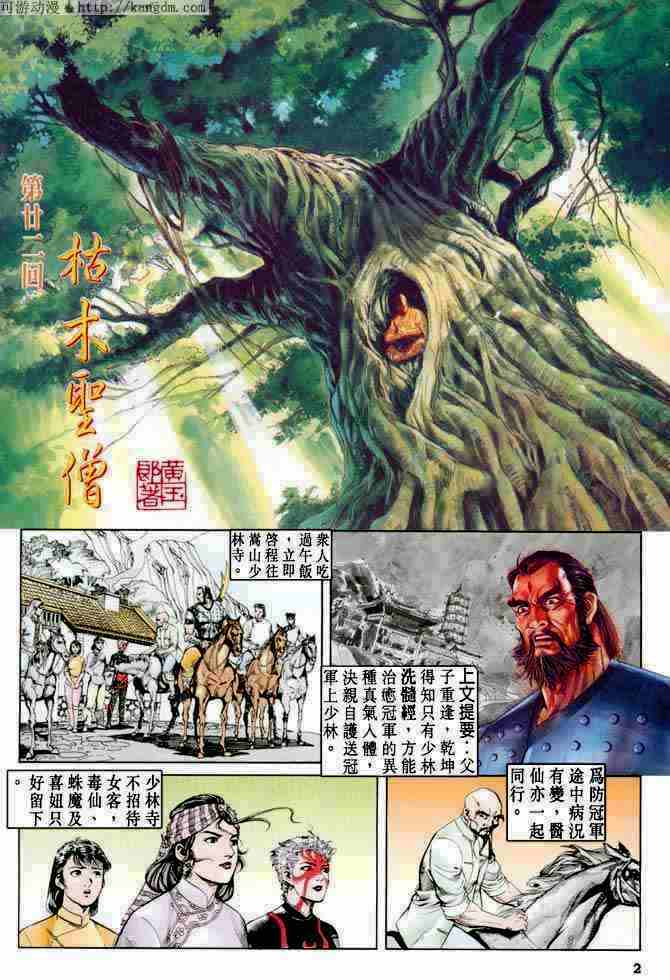 可游动漫 http://kangdm.com/
第廿二回
枯木聖僧
黃玉
郎著
上文提要：父
子重逢，乾坤
得知只有少林
洗髓經，方能
治癒冠軍的異
種真氣人體，
決親自護送冠
軍上少林。
衆人吃
過午飯
，立即
啓程往
嵩山少
林寺。
爲防冠軍
途中病況
有變，醫
仙亦一起
同行。
少林寺
不招待
女客，
毒仙、
蛛魔及
喜妞只
好留下
。
2